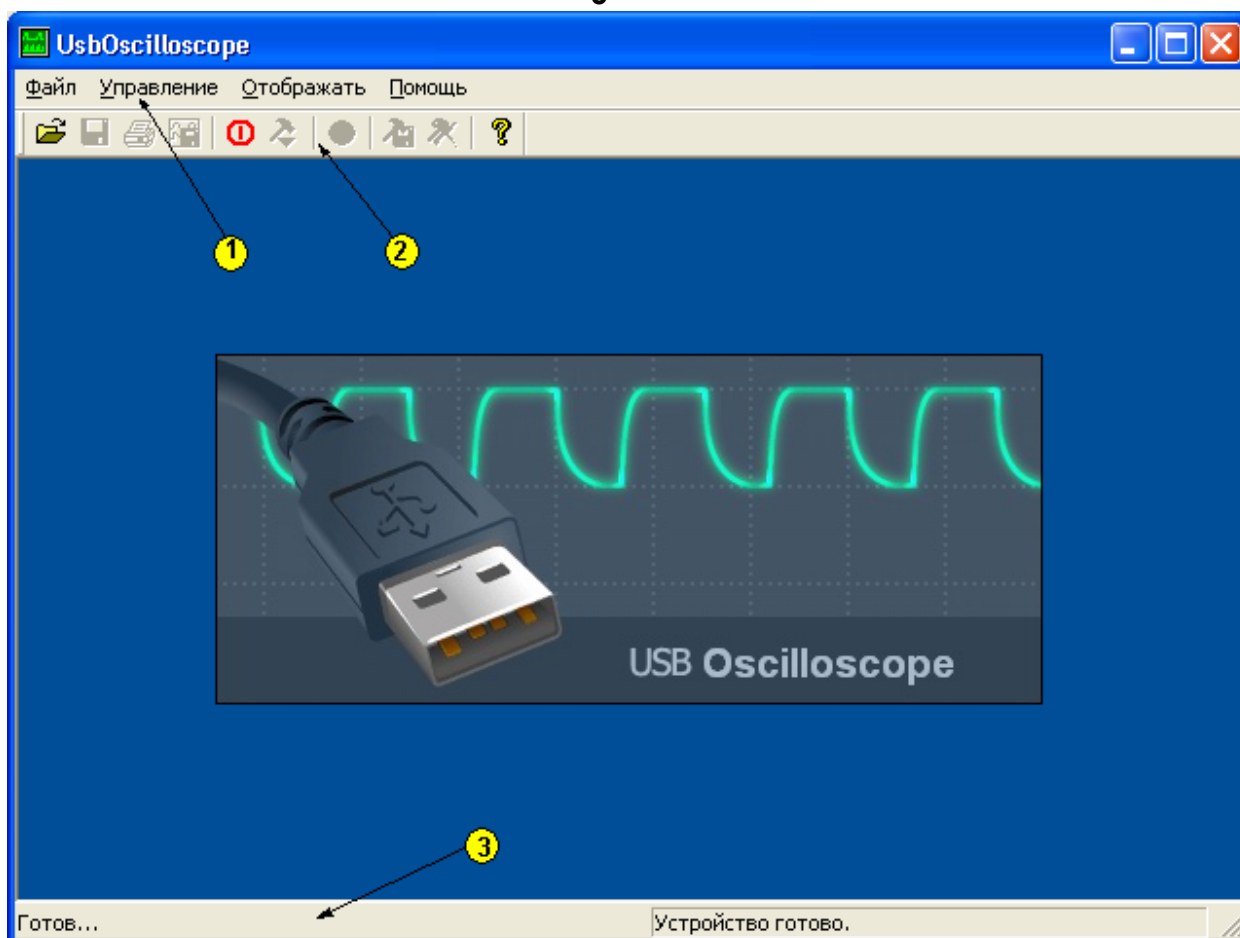 UsbOscilloscope
Файл Управление Отображать Помощь
1 2
USB Oscilloscope
3
Готов... Устройство готово.